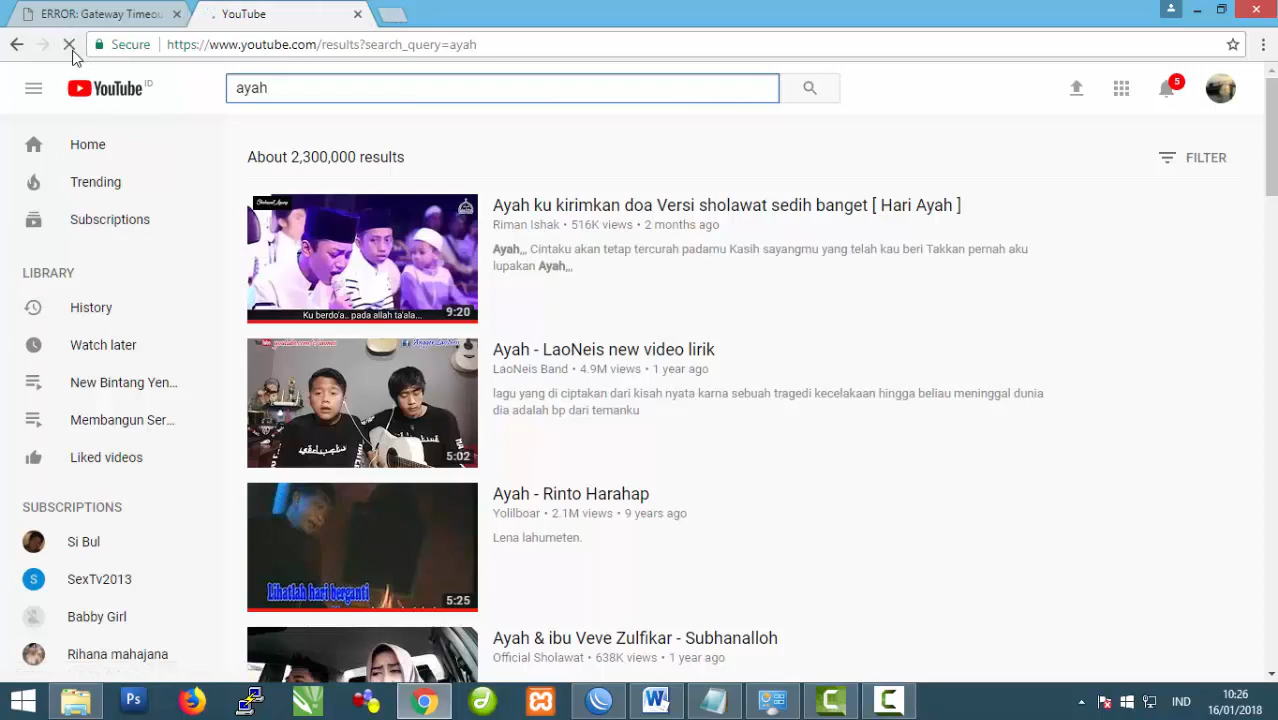 ERROR: Gateway Timeou
YouTube
Secure
https://www.youtube.com/results?search_query=ayah
YouTube ID
ayah
5
Home
Trending
Subscriptions
LIBRARY
History
Watch later
New Bintang Yen...
Membangun Ser...
Liked videos
SUBSCRIPTIONS
Si Bul
S
SexTv2013
Babby Girl
Rihana mahajana
About 2,300,000 results
FILTER
Ku berdo'a.. pada allah ta'ala...
9:20
Ayah ku kirimkan doa Versi sholawat sedih banget [ Hari Ayah ]
Riman Ishak • 516K views • 2 months ago
Ayah,,, Cintaku akan tetap tercurah padamu Kasih sayangmu yang telah kau beri Takkan pernah aku
lupakan Ayah,,,
5:02
Ayah - LaoNeis new video lirik
LaoNeis Band • 4.9M views • 1 year ago
lagu yang di ciptakan dari kisah nyata karna sebuah tragedi kecelakaan hingga beliau meninggal dunia
dia adalah bp dari temanku
Lihatlah hari berganti
5:25
Ayah - Rinto Harahap
Yolilboar • 2.1M views • 9 years ago
Lena lahumeten.
Ayah & ibu Veve Zulfikar - Subhanalloh
Official Sholawat • 638K views • 1 year ago
Ps
IND
10:26
16/01/2018